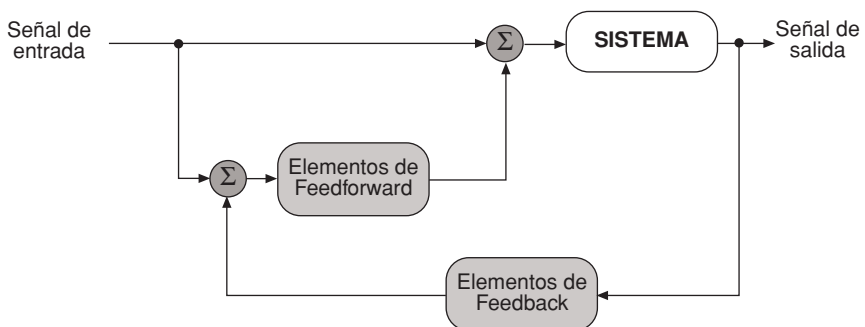 Señal de
entrada
Σ
SISTEMA
Señal de
salida
Σ
Elementos de
Feedforward
Elementos de
Feedback